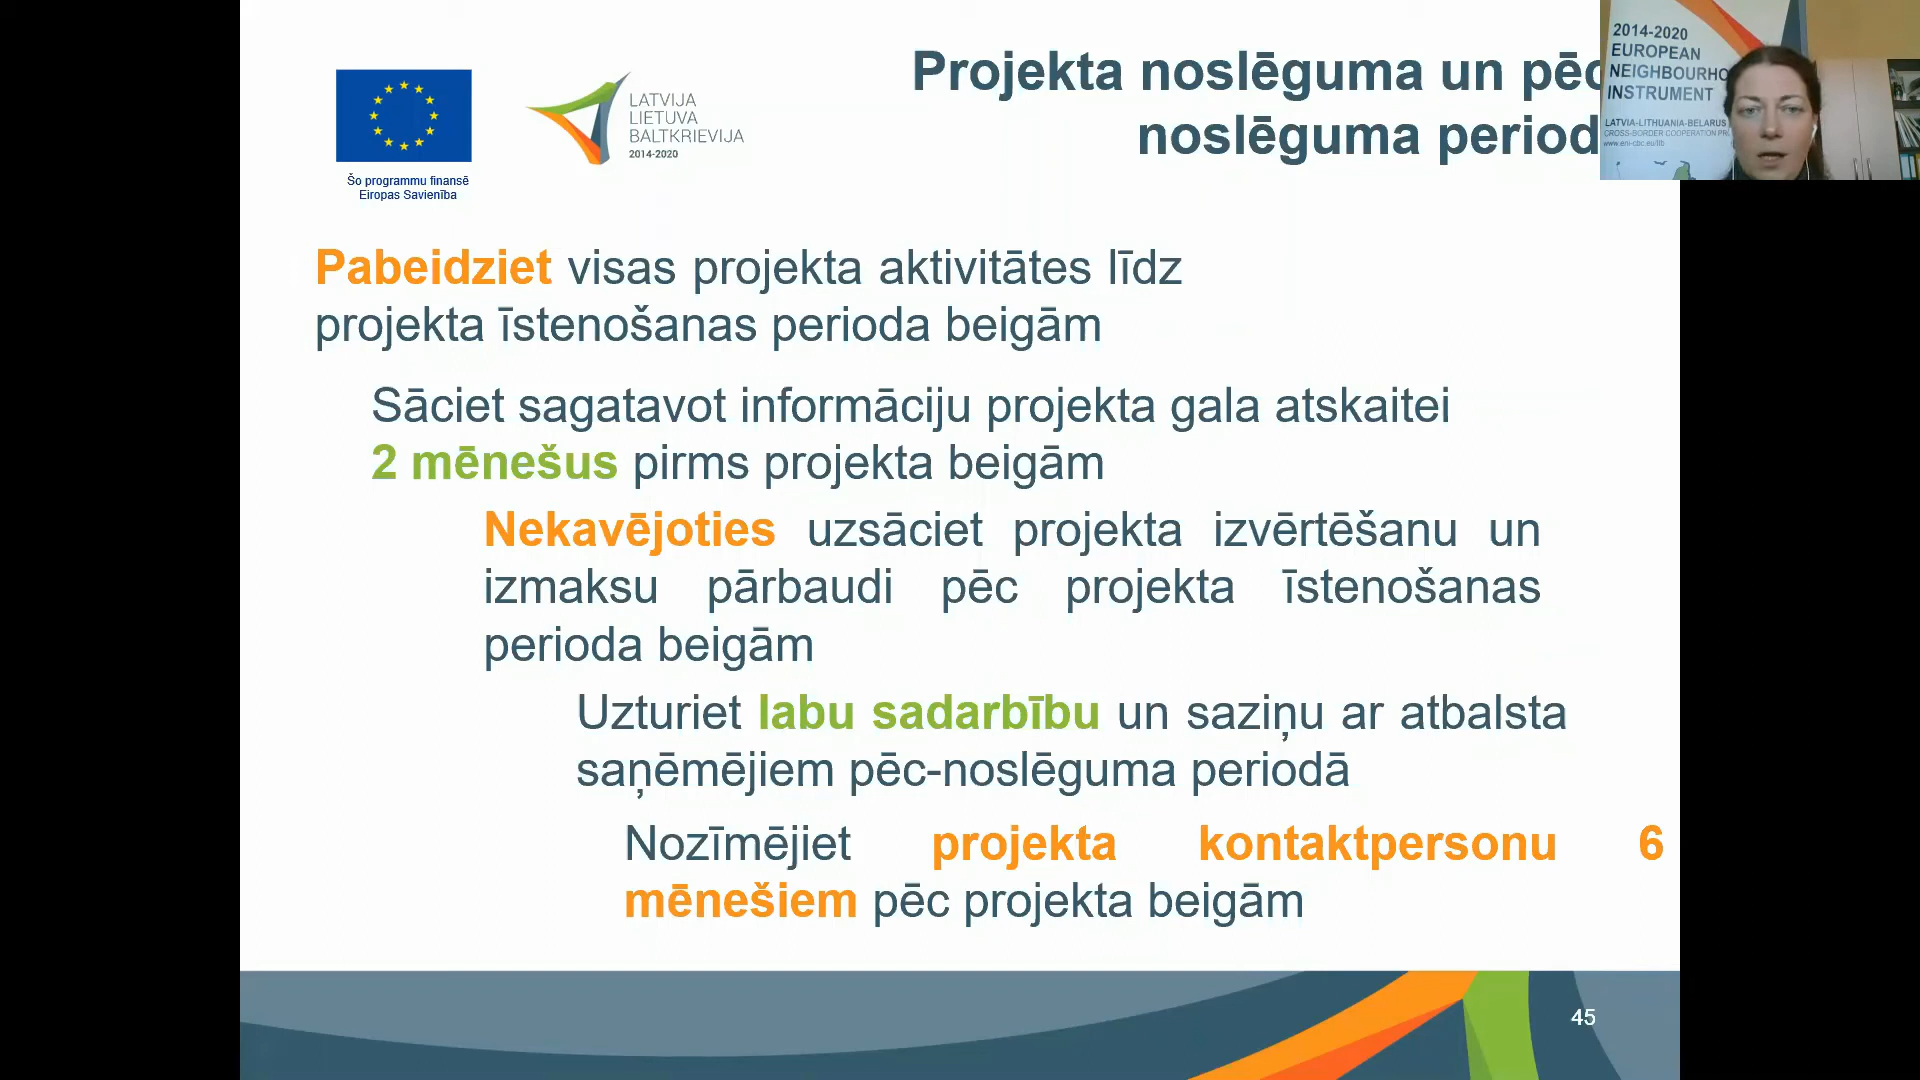 Projekta noslēguma un pēc
noslēguma period
Šo programmu finansē
Eiropas Savienība
LATVIJA
LIETUVA
BALTKRIEVIJA
2014-2020
2014-2020
EUROPEAN
NEIGHBOURHO
INSTRUMENT
LATVIA-LITHUANIA-BELARUS
CROSS-BORDER COOPERATION
www.eni-cbc.eu/llb
Pabeidziet visas projekta aktivitātes līdz
projekta īstenošanas perioda beigām
Sāciet sagatavot informāciju projekta gala atskaitei
2 mēnešus pirms projekta beigām
Nekavējoties uzsāciet projekta izvērtēšanu un
izmaksu pārbaudi pēc projekta īstenošanas
perioda beigām
Uzturiet labu sadarbību un saziņu ar atbalsta
saņēmējiem pēc-noslēguma periodā
Nozīmējiet projekta kontaktpersonu 6
mēnešiem pēc projekta beigām
45